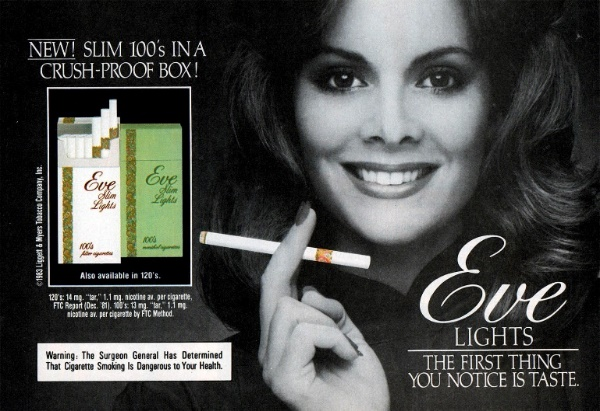 NEW! SLIM 100's IN A
CRUSH-PROOF BOX!
Eve
Slim
Lights
100's
filter cigarettes
Eve
Slim
Lights
100's
menthol cigarettes
Also available in 120's.
©1983 Liggett & Myers Tobacco Company, Inc.
120's: 14 mg. "tar," 1.1 mg. nicotine av. per cigarette,
FTC Report (Dec. '81). 100's: 13 mg. "tar," 1.1 mg.
nicotine av. per cigarette by FTC Method.
Warning: The Surgeon General Has Determined
That Cigarette Smoking Is Dangerous to Your Health.
Eve
LIGHTS
THE FIRST THING
YOU NOTICE IS TASTE.